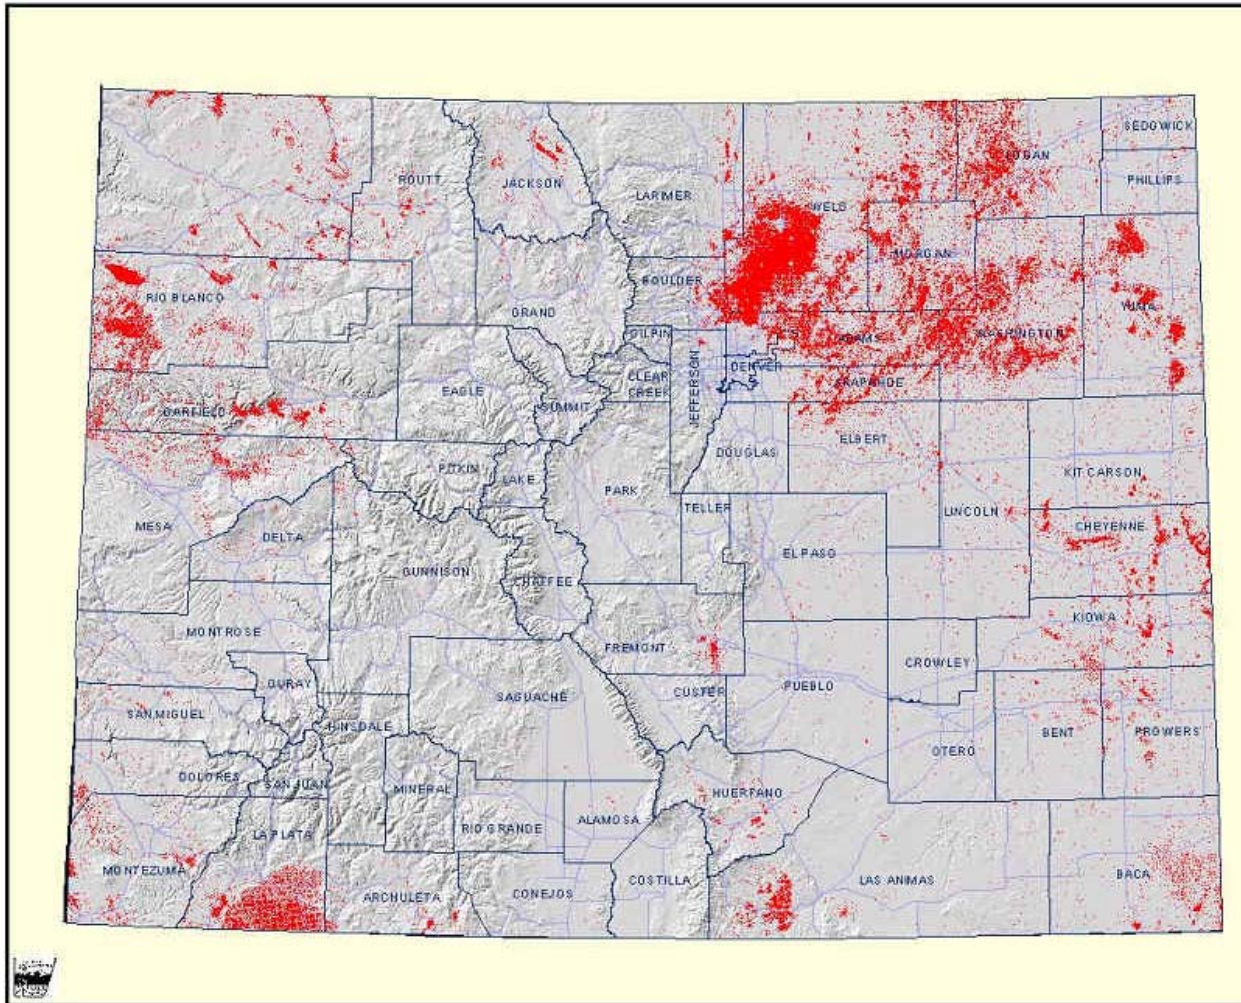 SEDGWICK
LOGAN
ROUTT
JACKSON
PHILLIPS
LARIMER
WELD
MORGAN
BOULDER
RIO BLANCO
YUMA
GRAND
GILPIN
ADAMS
WASHINGTON
DENVER
CLEAR
CREEK
ARAPAHOE
EAGLE
JEFFERSON
SUMMIT
GARFIELD
ELBERT
DOUGLAS
PITKIN
KIT CARSON
LAKE
PARK
TELLER
LINCOLN
MESA
CHEYENNE
DELTA
EL PASO
GUNNISON
CHAFFEE
KIOWA
MONTROSE
FREMONT
CROWLEY
OURAY
PUEBLO
CUSTER
SAGUACHE
SAN MIGUEL
HINSDALE
BENT
PROWERS
OTERO
DOLORES
SAN JUAN
MINERAL
HUERFANO
ALAMOSA
RIO GRANDE
LA PLATA
MONTEZUMA
BACA
COSTILLA
LAS ANIMAS
CONEJOS
ARCHULETA